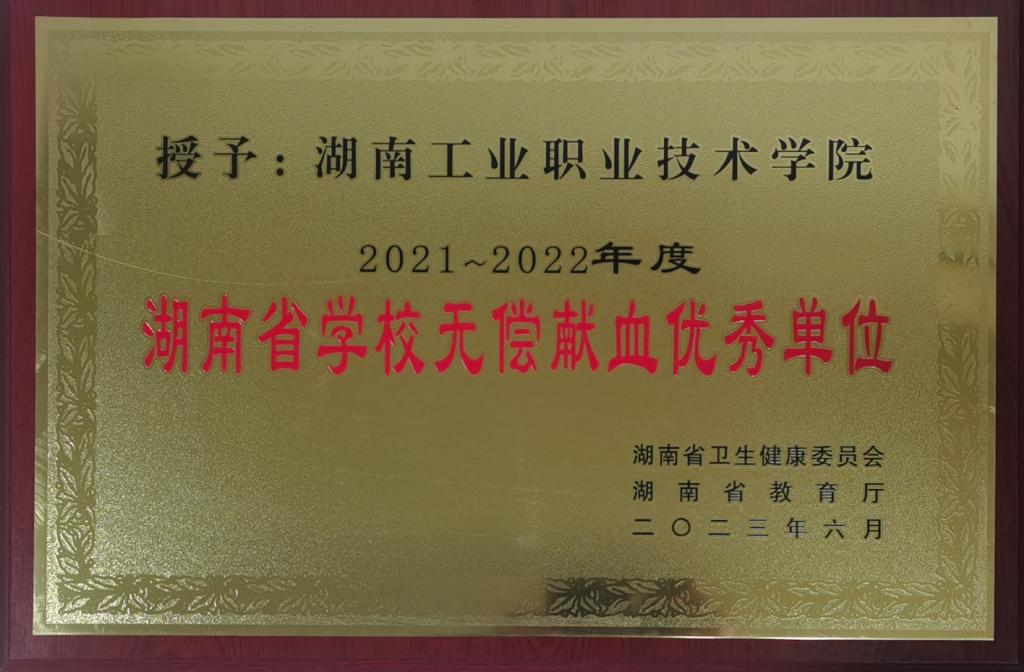 授予：湖南工业职业技术学院
2021~2022年度
湖南省学校无偿献血优秀单位
湖南省卫生健康委员会
湖南省教育厅
二〇二三年六月